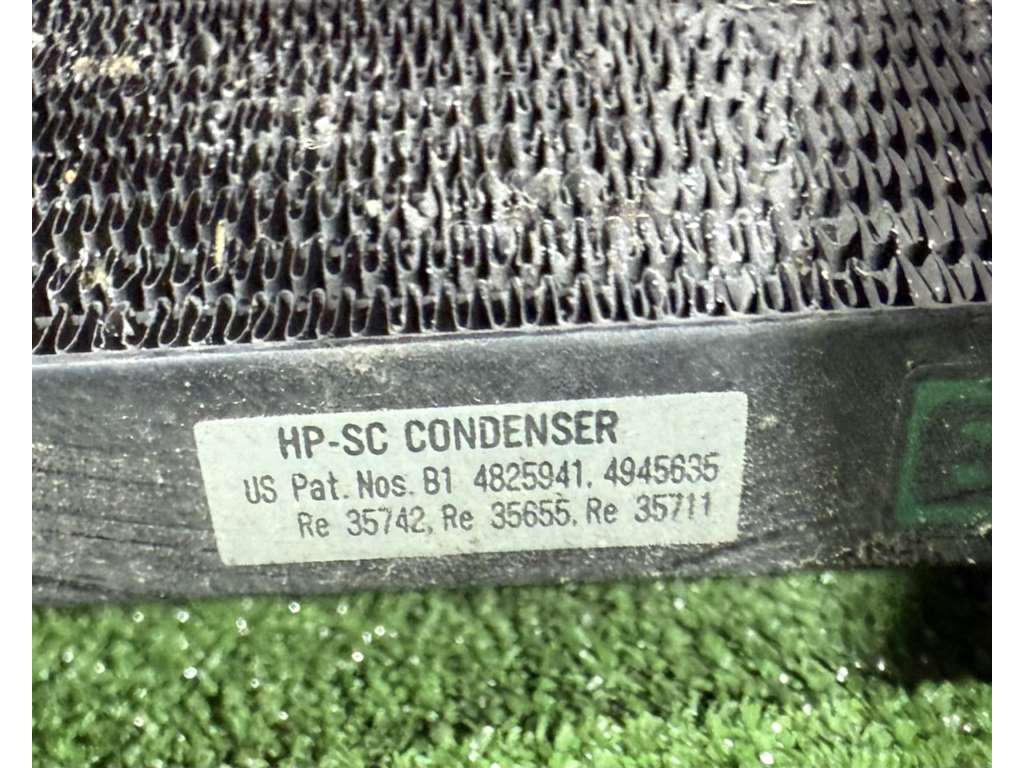 HP-SC CONDENSER
US Pat. Nos. B1 4825941, 4945635
Re 35742, Re 35655, Re 35711